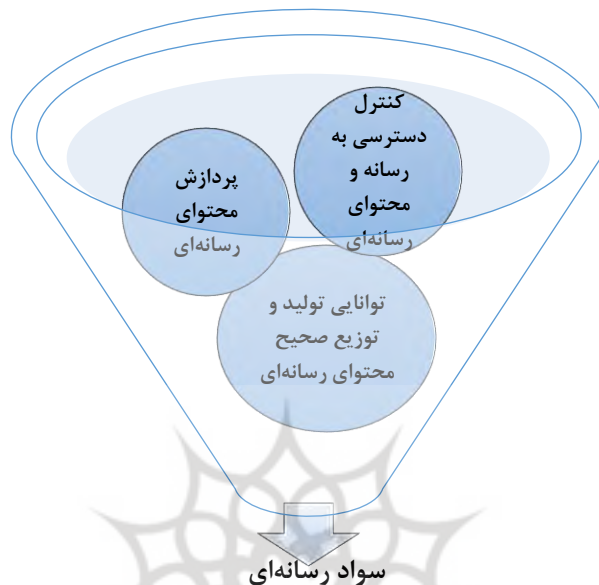 کنترل
دسترسی به
رسانه و
محتوای
رسانه‌ای
پردازش
محتوای
رسانه‌ای
توانایی تولید و
توزیع صحیح
محتوای رسانه‌ای
سواد رسانه‌ای